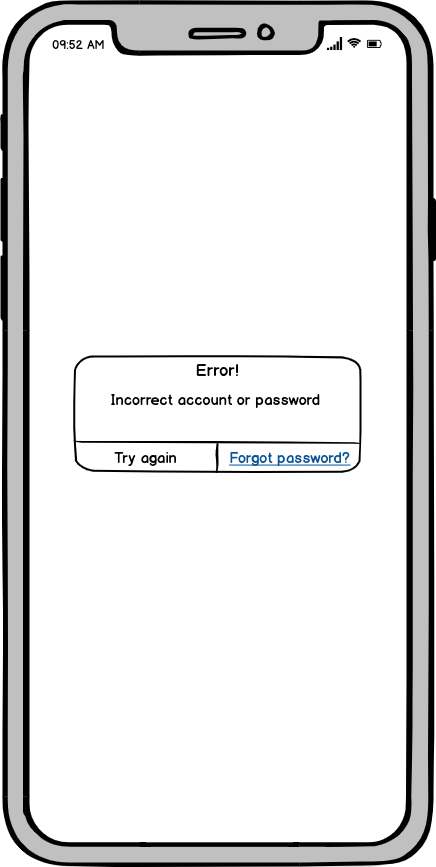 09:52 AM
Error!
Incorrect account or password
Try again
Forgot password?